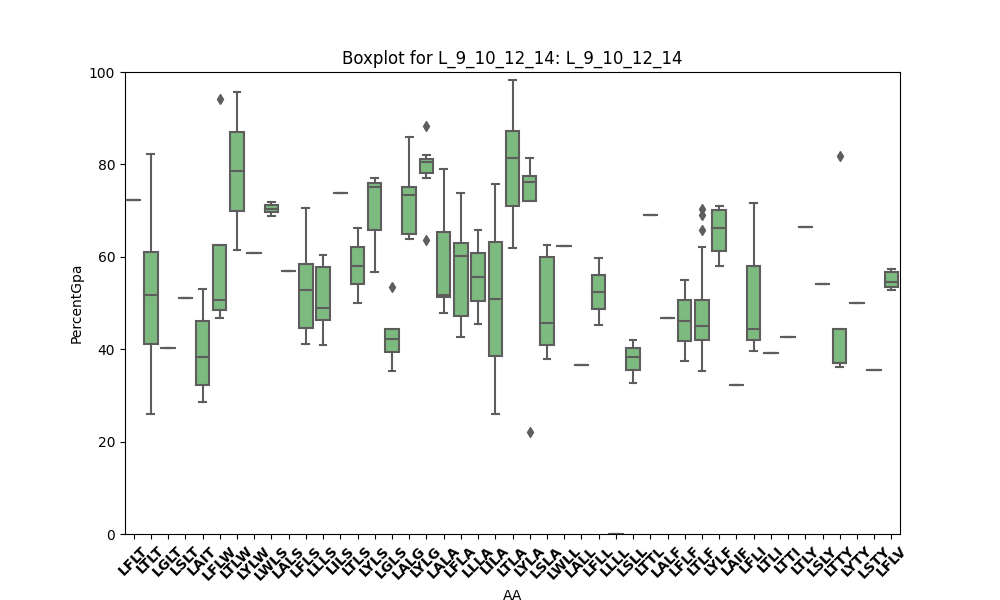 Boxplot for L_9_10_12_14: L_9_10_12_14
100
80
60
40
20
0
PercentGpa
LFLT LTLT LGLT LSLT LAIT LFLW LTLW LYLW LWLS LALS LFLS LLLS LILS LTLS LYLS LGLS LALG LYLG LALA LFLA LLLA LILA LTLA LYLA LSLA LWLL LALL LFLL LLLL LSLL LTIL LALF LFLF LTLF LYLF LAIF LFLI LTLI LTTI LTLY LSLY LTTY LYTY LSTY LFLV
AA